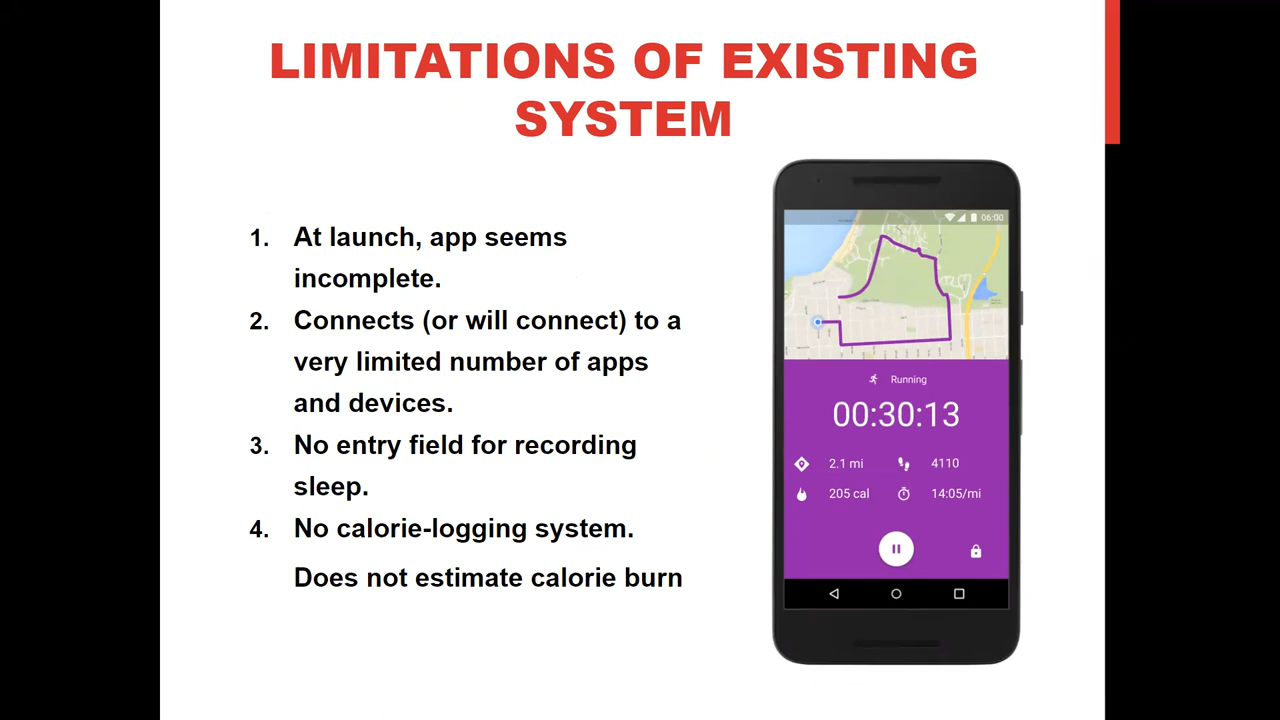 LIMITATIONS OF EXISTING
SYSTEM
1. At launch, app seems
incomplete.
2. Connects (or will connect) to a
very limited number of apps
and devices.
3. No entry field for recording
sleep.
4. No calorie-logging system.
Does not estimate calorie burn
06:00
Running
00:30:13
2.1 mi 4110
205 cal 14:05/mi